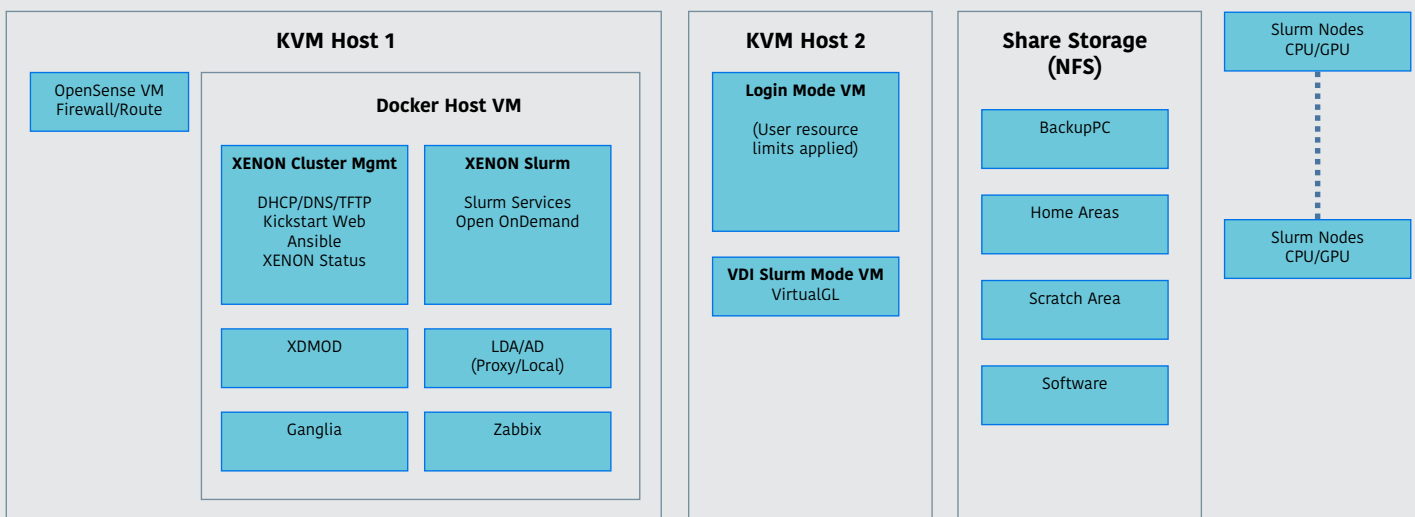 KVM Host 1
OpenSense VM
Firewall/Route
Docker Host VM
XENON Cluster Mgmt
DHCP/DNS/TFTP
Kickstart Web
Ansible
XENON Status
XENON Slurm
Slurm Services
Open OnDemand
XDMOD
LDA/AD
(Proxy/Local)
Ganglia
Zabbix
KVM Host 2
Login Mode VM
(User resource
limits applied)
VDI Slurm Mode VM
VirtualGL
Share Storage
(NFS)
BackupPC
Home Areas
Scratch Area
Software
Slurm Nodes
CPU/GPU
Slurm Nodes
CPU/GPU